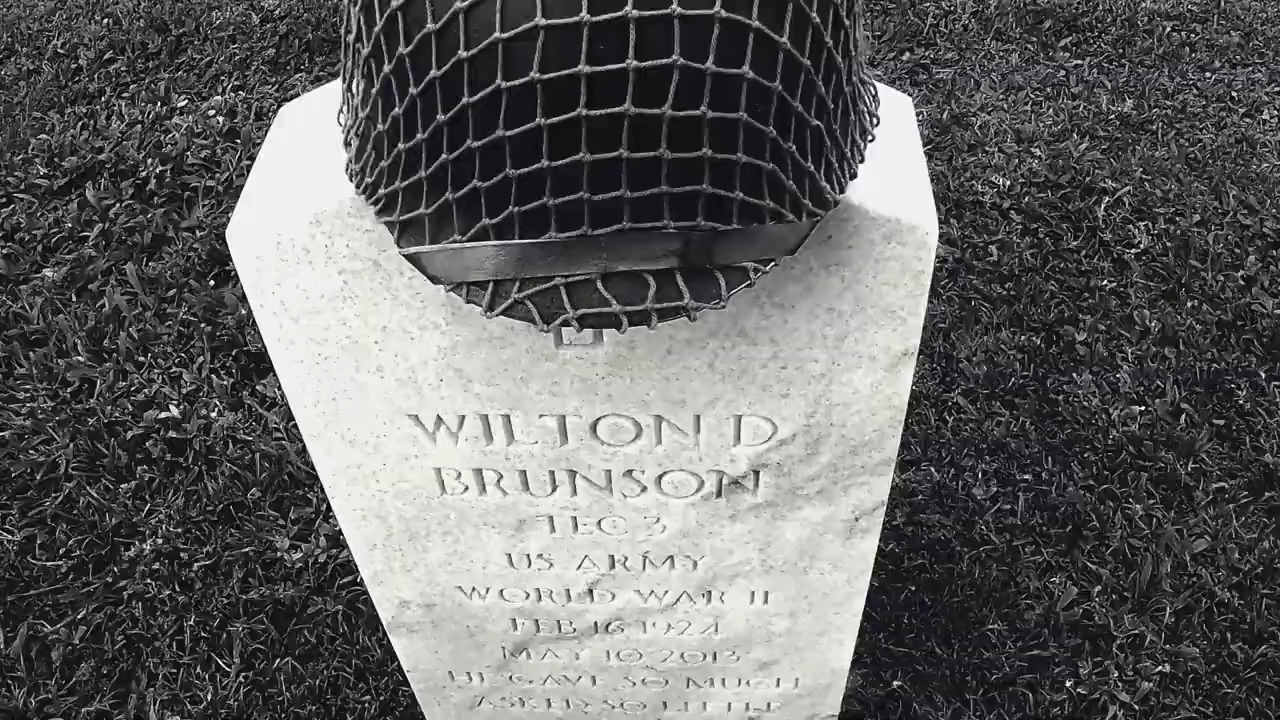 WILTON D
BRUNSON
TEC 3
US ARMY
WORLD WAR II
FEB 16 1924
MAY 10 2013
HE GAVE SO MUCH
ASKED SO LITTLE